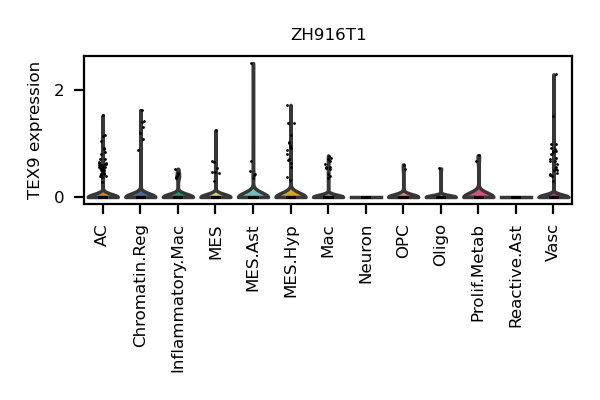 ZH916T1
TEX9 expression
2
0
AC
Chromatin.Reg
Inflammatory.Mac
MES
MES.Ast
MES.Hyp
Mac
Neuron
OPC
Oligo
Prolif.Metab
Reactive.Ast
Vasc